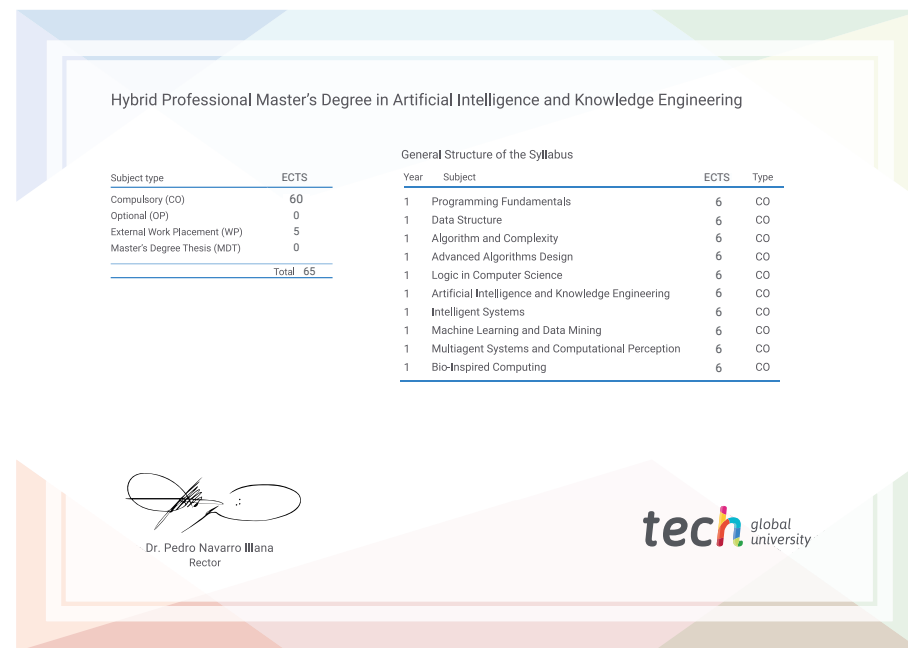 Hybrid Professional Master's Degree in Artificial Intelligence and Knowledge Engineering
General Structure of the Syllabus
Subject type ECTS
Compulsory (CO) 60
Optional (OP) 0
External Work Placement (WP) 5
Master's Degree Thesis (MDT) 0
Total 65
Year Subject ECTS Type
1 Programming Fundamentals 6 CO
1 Data Structure 6 CO
1 Algorithm and Complexity 6 CO
1 Advanced Algorithms Design 6 CO
1 Logic in Computer Science 6 CO
1 Artificial Intelligence and Knowledge Engineering 6 CO
1 Intelligent Systems 6 CO
1 Machine Learning and Data Mining 6 CO
1 Multiagent Systems and Computational Perception 6 CO
1 Bio-Inspired Computing 6 CO
Dr. Pedro Navarro Illana
Rector
tech global
university